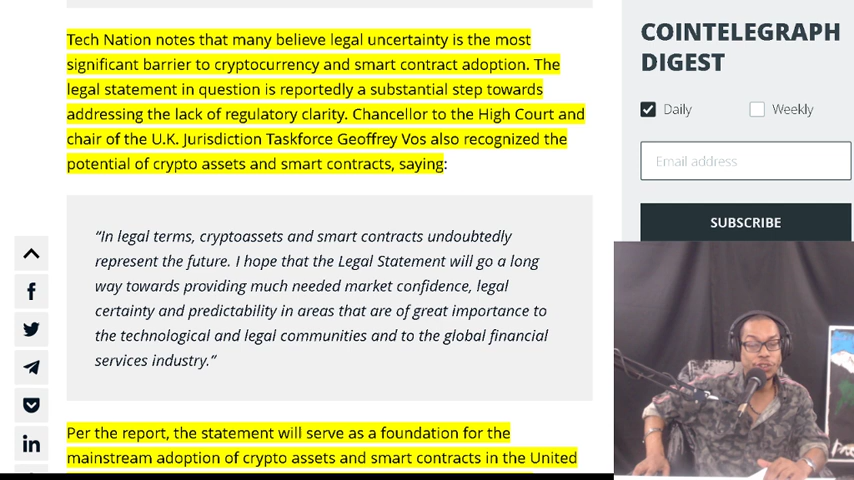 Tech Nation notes that many believe legal uncertainty is the most
significant barrier to cryptocurrency and smart contract adoption. The
legal statement in question is reportedly a substantial step towards
addressing the lack of regulatory clarity. Chancellor to the High Court and
chair of the U.K. Jurisdiction Taskforce Geoffrey Vos also recognized the
potential of crypto assets and smart contracts, saying:
“In legal terms, cryptoassets and smart contracts undoubtedly
represent the future. I hope that the Legal Statement will go a long
way towards providing much needed market confidence, legal
certainty and predictability in areas that are of great importance to
the technological and legal communities and to the global financial
services industry.”
Per the report, the statement will serve as a foundation for the
mainstream adoption of crypto assets and smart contracts in the United
COINTELEGRAPH
DIGEST
Daily
Weekly
Email address
SUBSCRIBE